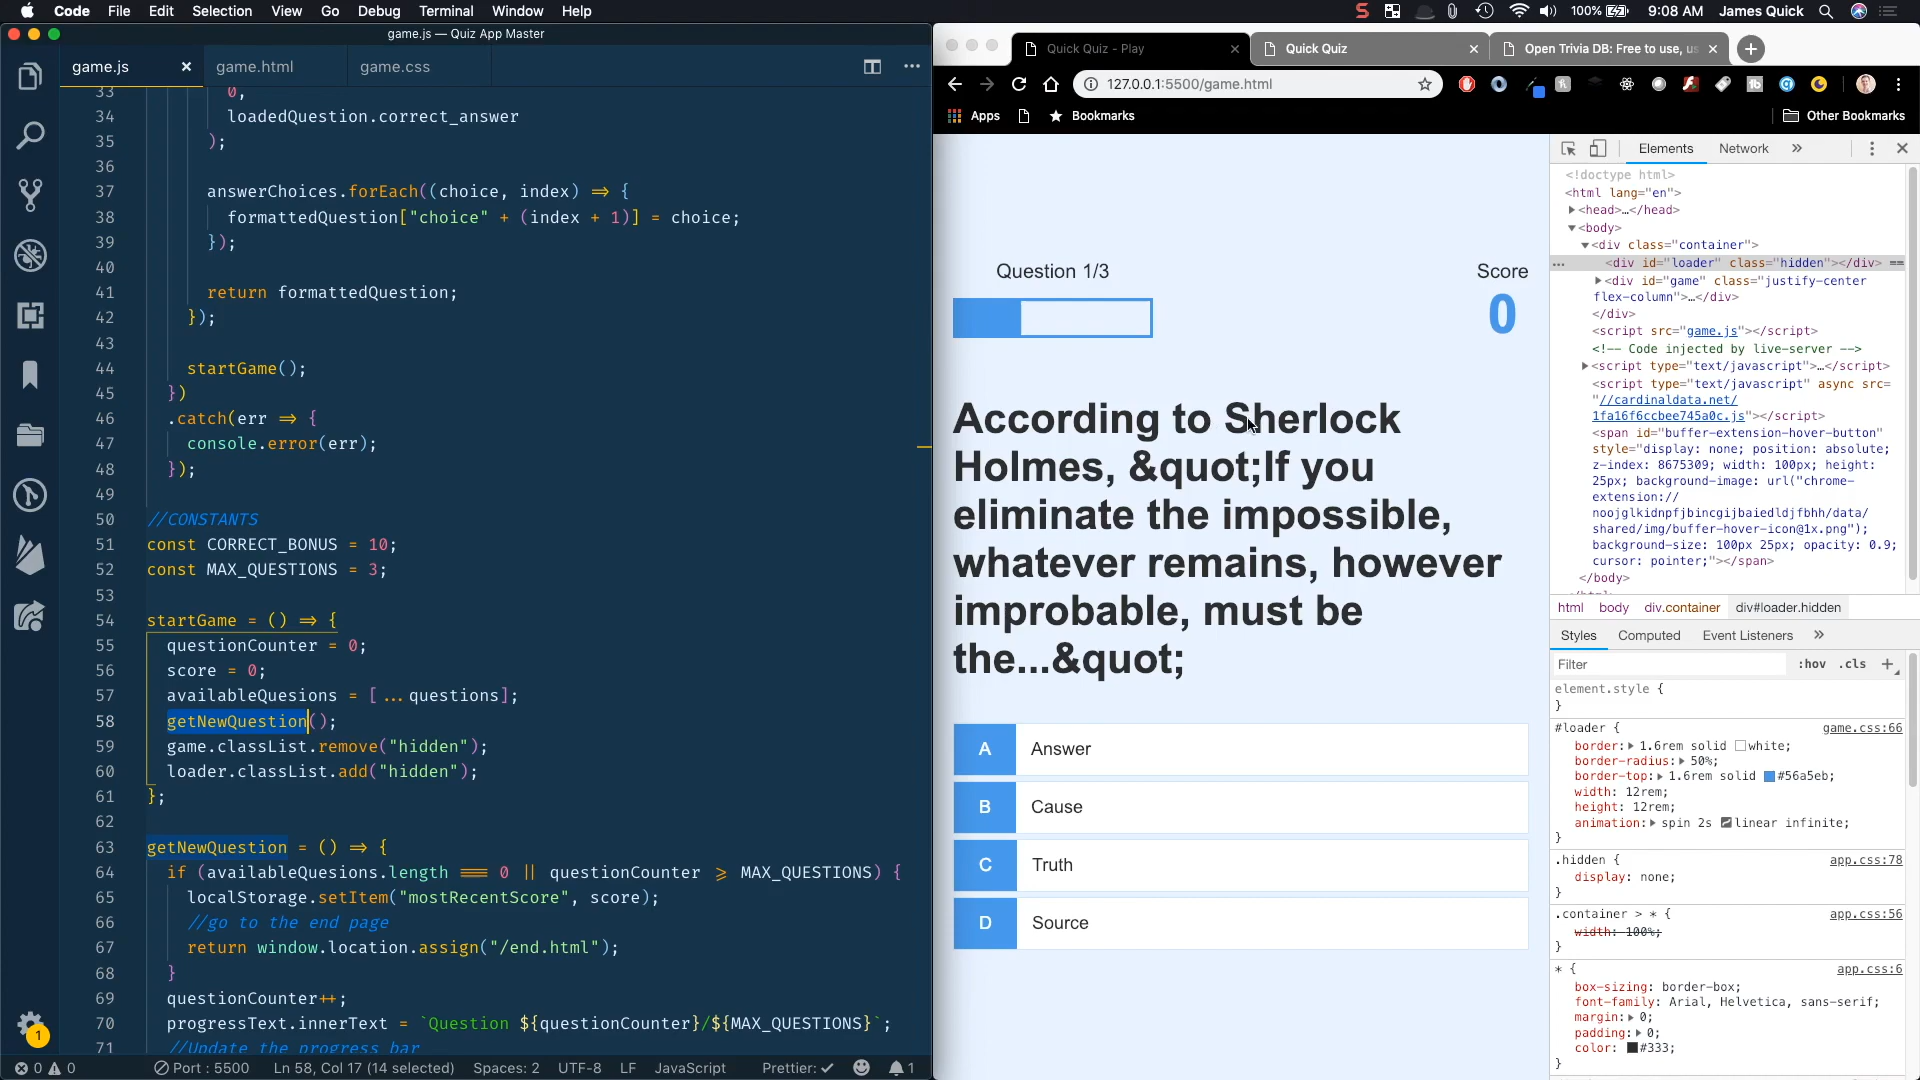 Code File Edit Selection View Go Debug Terminal Window Help
100% 9:08 AM James Quick
game.js — Quiz App Master
game.js game.html game.css
33 0,
34 loadedQuestion.correct_answer
35 );
36
37 answerChoices.forEach((choice, index) => {
38 formattedQuestion["choice" + (index + 1)] = choice;
39 });
40
41 return formattedQuestion;
42 });
43
44 startGame();
45 })
46 .catch(err => {
47 console.error(err);
48 });
49
50 //CONSTANTS
51 const CORRECT_BONUS = 10;
52 const MAX_QUESTIONS = 3;
53
54 startGame = () => {
55 questionCounter = 0;
56 score = 0;
57 availableQuesions = [...questions];
58 getNewQuestion();
59 game.classList.remove("hidden");
60 loader.classList.add("hidden");
61 };
62
63 getNewQuestion = () => {
64 if (availableQuesions.length === 0 || questionCounter >= MAX_QUESTIONS) {
65 localStorage.setItem("mostRecentScore", score);
66 //go to the end page
67 return window.location.assign("/end.html");
68 }
69 questionCounter++;
70 progressText.innerText = `Question ${questionCounter}/${MAX_QUESTIONS}`;
71 //Update the progress bar
1
0 0 Port : 5500 Ln 58, Col 17 (14 selected) Spaces: 2 UTF-8 LF JavaScript Prettier: ✓ 1
Quick Quiz - Play Quick Quiz Open Trivia DB: Free to use, us
127.0.0.1:5500/game.html
Apps Bookmarks Other Bookmarks
Question 1/3
Score
0
According to Sherlock
Holmes, &quot;If you
eliminate the impossible,
whatever remains, however
improbable, must be
the...&quot;
A Answer
B Cause
C Truth
D Source
Elements Network »
<!doctype html>
<html lang="en">
<head>…</head>
<body>
<div class="container">
… <div id="loader" class="hidden"></div> ==
<div id="game" class="justify-center
flex-column">…</div>
</div>
<script src="game.js"></script>
<!-- Code injected by live-server -->
<script type="text/javascript">…</script>
<script type="text/javascript" async src=
"//cardinaldata.net/
1fa16f6ccbee745a0c.js"></script>
<span id="buffer-extension-hover-button"
style="display: none; position: absolute;
z-index: 8675309; width: 100px; height:
25px; background-image: url("chrome-
extension://
noojglkidnpfjbincgijbaiedldjfbhh/data/
shared/img/buffer-hover-icon@1x.png");
background-size: 100px 25px; opacity: 0.9;
cursor: pointer;"></span>
</body>
html body div.container div#loader.hidden
Styles Computed Event Listeners »
Filter :hov .cls +
element.style {
}
#loader { game.css:66
border: 1.6rem solid white;
border-radius: 50%;
border-top: 1.6rem solid #56a5eb;
width: 12rem;
height: 12rem;
animation: spin 2s linear infinite;
}
.hidden { app.css:78
display: none;
}
.container > * { app.css:56
width: 100%;
}
* { app.css:6
box-sizing: border-box;
font-family: Arial, Helvetica, sans-serif;
margin: 0;
padding: 0;
color: #333;
}